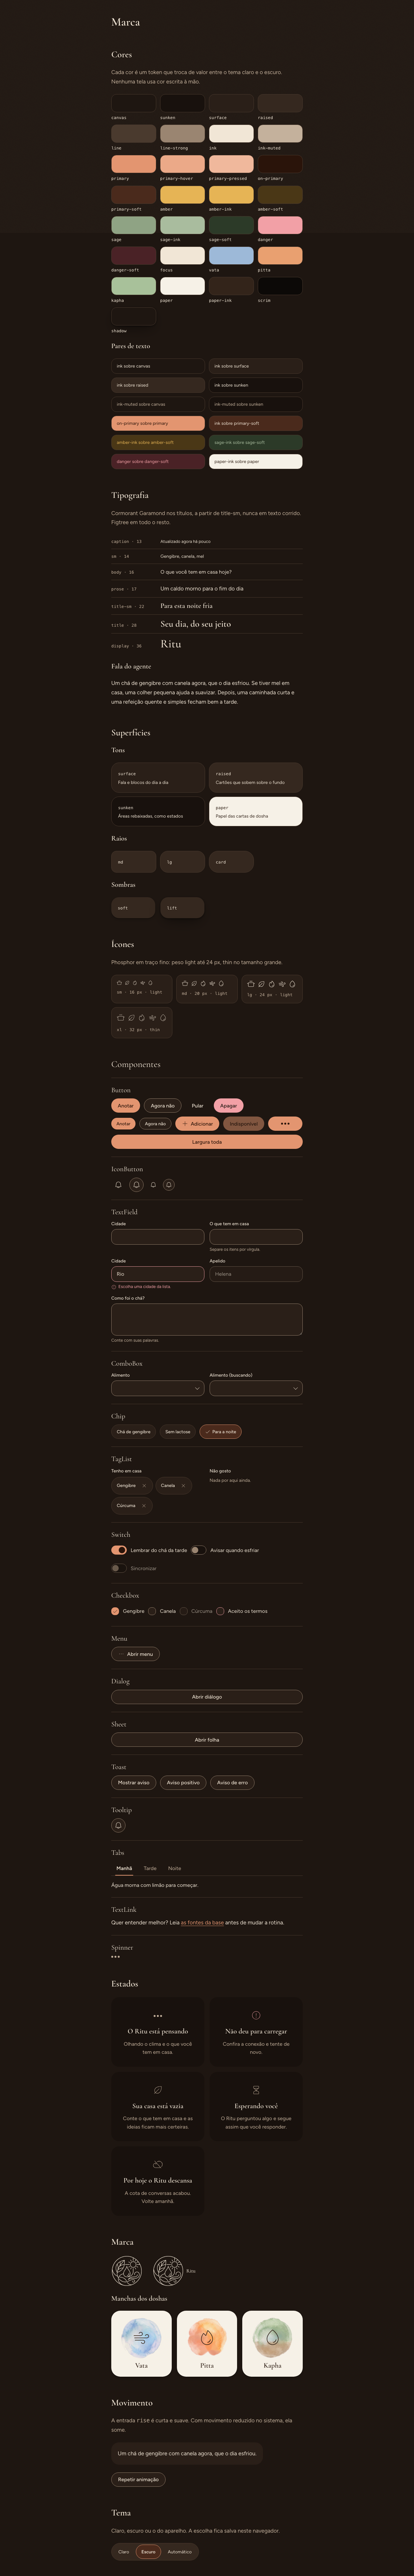 Marca
Cores
Cada cor é um token que troca de valor entre o tema claro e o escuro.
Nenhuma tela usa cor escrita à mão.
canvas sunken surface raised
line line-strong ink ink-muted
primary primary-hover primary-pressed on-primary
primary-soft amber amber-ink amber-soft
sage sage-ink sage-soft danger
danger-soft focus vata pitta
kapha paper paper-ink scrim
shadow
Pares de texto
ink sobre canvas ink sobre surface
ink sobre raised ink sobre sunken
ink-muted sobre canvas ink-muted sobre sunken
on-primary sobre primary ink sobre primary-soft
amber-ink sobre amber-soft sage-ink sobre sage-soft
danger sobre danger-soft paper-ink sobre paper
Tipografia
Cormorant Garamond nos títulos, a partir de title-sm, nunca em texto corrido.
Figtree em todo o resto.
caption · 13 Atualizado agora há pouco
sm · 14 Gengibre, canela, mel
body · 16 O que você tem em casa hoje?
prose · 17 Um caldo morno para o fim do dia
title-sm · 22 Para esta noite fria
title · 28 Seu dia, do seu jeito
display · 36 Ritu
Fala do agente
Um chá de gengibre com canela agora, que o dia esfriou. Se tiver mel em
casa, uma colher pequena ajuda a suavizar. Depois, uma caminhada curta e
uma refeição quente e simples fecham bem a tarde.
Superfícies
Tons
surface raised
Fala e blocos do dia a dia Cartões que sobem sobre o fundo
sunken paper
Áreas rebaixadas, como estados Papel das cartas de dosha
Raios
md lg card
Sombras
soft lift
Ícones
Phosphor em traço fino: peso light até 24 px, thin no tamanho grande.
sm · 16 px · light md · 20 px · light lg · 24 px · light
xl · 32 px · thin
Componentes
Button
Anotar Agora não Pular Apagar
Anotar Agora não Adicionar Indisponível
Largura toda
IconButton
TextField
Cidade O que tem em casa
Separe os itens por vírgula.
Cidade Apelido
Rio Helena
Escolha uma cidade da lista.
Como foi o chá?
Conte com suas palavras.
ComboBox
Alimento Alimento (buscando)
Chip
Chá de gengibre Sem lactose Para a noite
TagList
Tenho em casa Não gosto
Gengibre Canela Nada por aqui ainda.
Cúrcuma
Switch
Lembrar do chá da tarde Avisar quando esfriar
Sincronizar
Checkbox
Gengibre Canela Cúrcuma Aceito os termos
Menu
Abrir menu
Dialog
Abrir diálogo
Sheet
Abrir folha
Toast
Mostrar aviso Aviso positivo Aviso de erro
Tooltip
Tabs
Manhã Tarde Noite
Água morna com limão para começar.
TextLink
Quer entender melhor? Leia as fontes da base antes de mudar a rotina.
Spinner
Estados
O Ritu está pensando Não deu para carregar
Olhando o clima e o que você Confira a conexão e tente de
tem em casa. novo.
Sua casa está vazia Esperando você
Conte o que tem em casa e as O Ritu perguntou algo e segue
ideias ficam mais certeiras. assim que você responder.
Por hoje o Ritu descansa
A cota de conversas acabou.
Volte amanhã.
Marca
Ritu
Manchas dos doshas
Vata Pitta Kapha
Movimento
A entrada rise é curta e suave. Com movimento reduzido no sistema, ela
some.
Um chá de gengibre com canela agora, que o dia esfriou.
Repetir animação
Tema
Claro, escuro ou o do aparelho. A escolha fica salva neste navegador.
Claro Escuro Automático